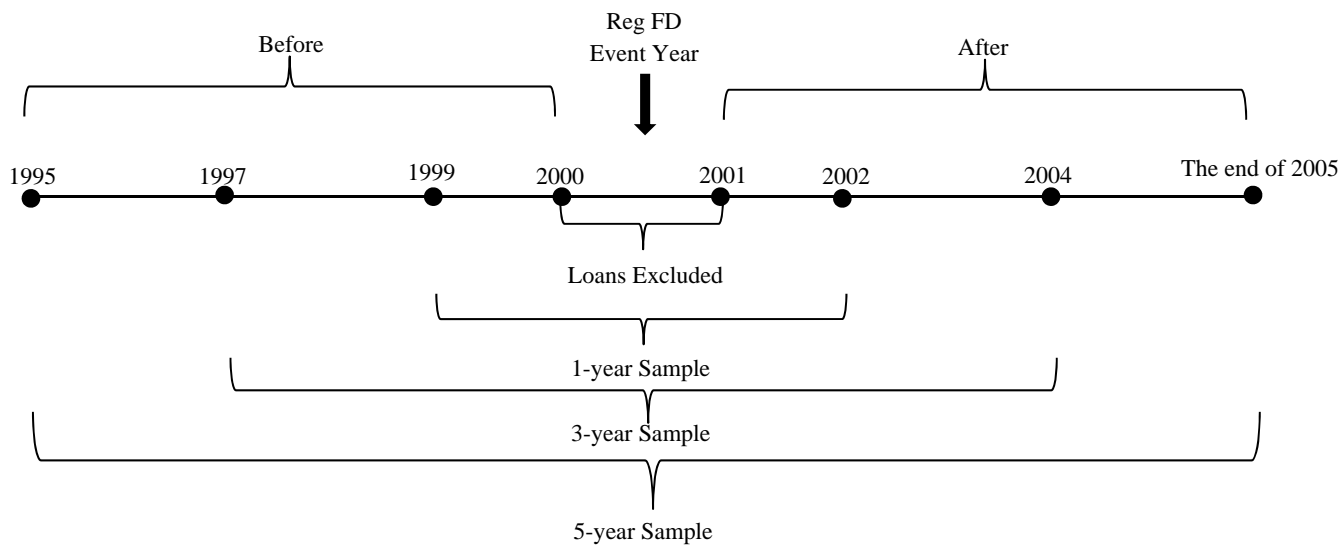 Reg FD
Event Year
Before
After
1995
1997
1999
2000
2001
2002
2004
The end of 2005
Loans Excluded
1-year Sample
3-year Sample
5-year Sample